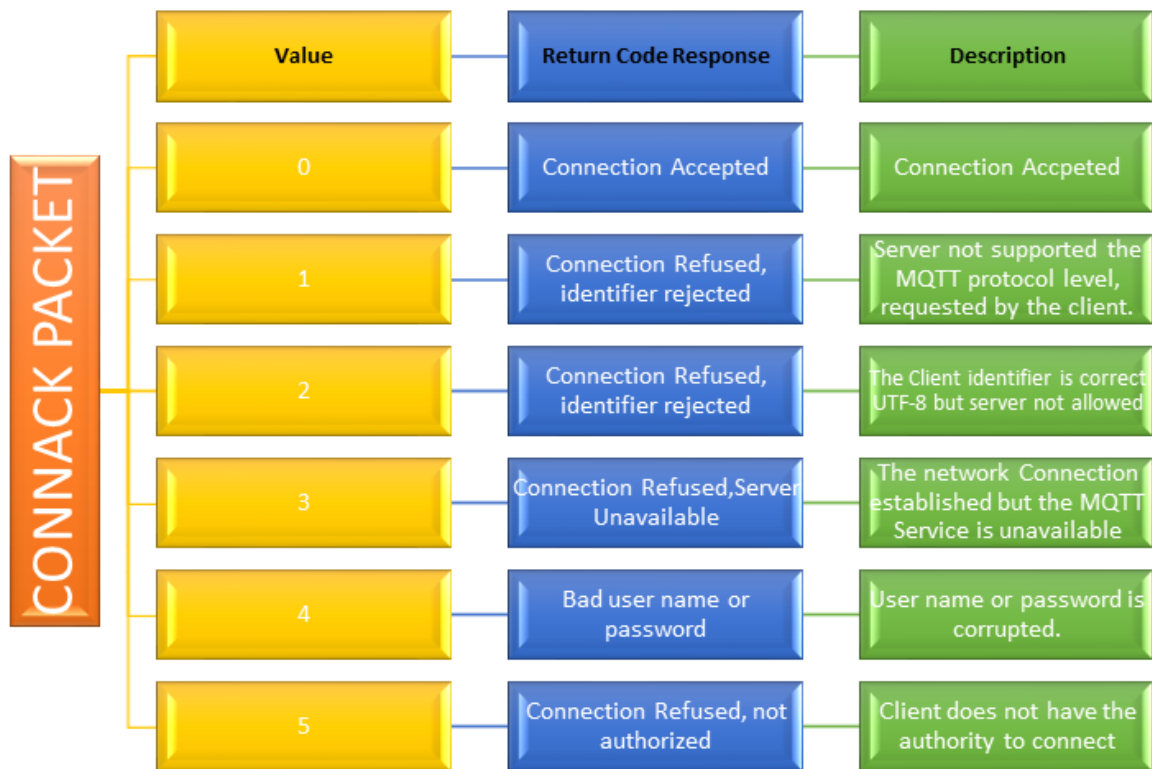 CONNACK PACKET
Value
Return Code Response
Description
0
Connection Accepted
Connection Accpeted
1
Connection Refused,
identifier rejected
Server not supported the
MQTT protocol level,
requested by the client.
2
Connection Refused,
identifier rejected
The Client identifier is correct
UTF-8 but server not allowed
3
Connection Refused,Server
Unavailable
The network Connection
established but the MQTT
Service is unavailable
4
Bad user name or
password
User name or password is
corrupted.
5
Connection Refused, not
authorized
Client does not have the
authority to connect